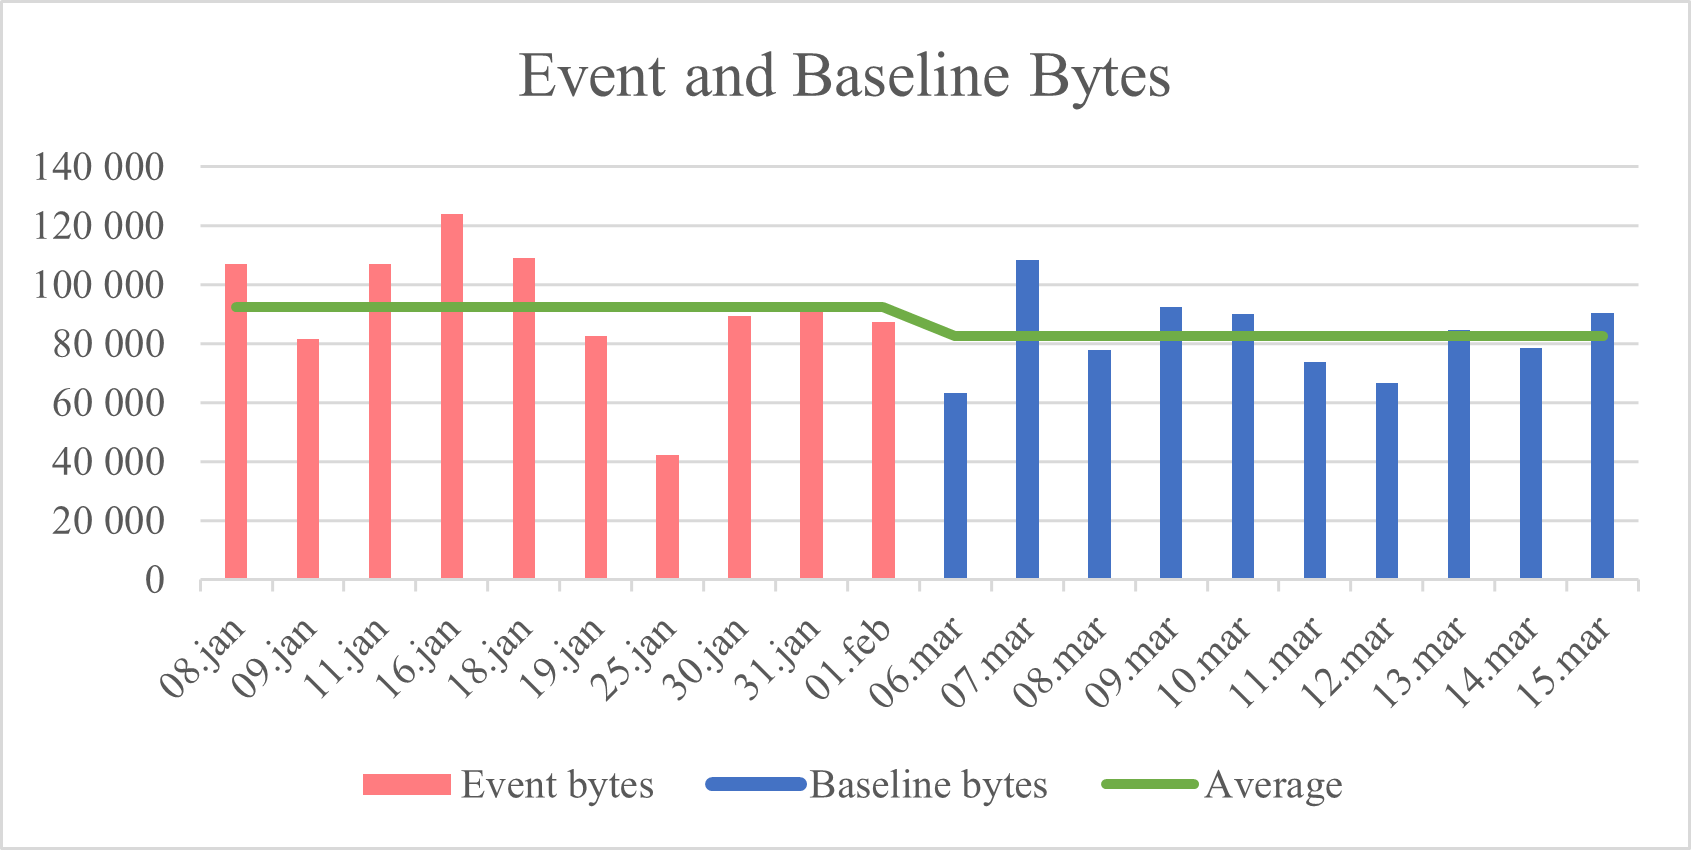 Event and Baseline Bytes
140 000
120 000
100 000
80 000
60 000
40 000
20 000
0
08.jan
09.jan
11.jan
16.jan
18.jan
19.jan
25.jan
30.jan
31.jan
01.feb
06.mar
07.mar
08.mar
09.mar
10.mar
11.mar
12.mar
13.mar
14.mar
15.mar
Event bytes
Baseline bytes
Average